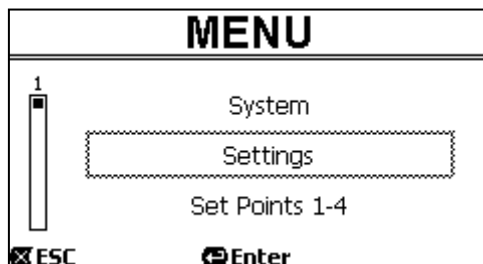 MENU
1
System
Settings
Set Points 1-4
ESC Enter